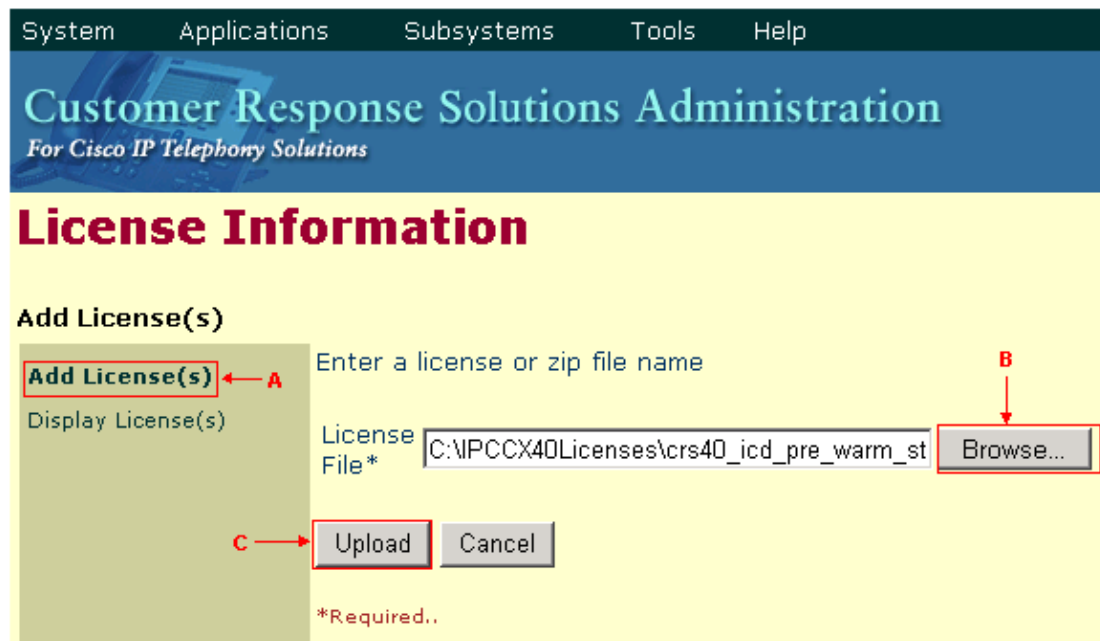 System Applications Subsystems Tools Help
Customer Response Solutions Administration
For Cisco IP Telephony Solutions
License Information
Add License(s)
Add License(s) A
Display License(s)
Enter a license or zip file name
B
License
File*
C:\IPCCX40Licenses\crs40_icd_pre_warm_st Browse...
C Upload Cancel
*Required..